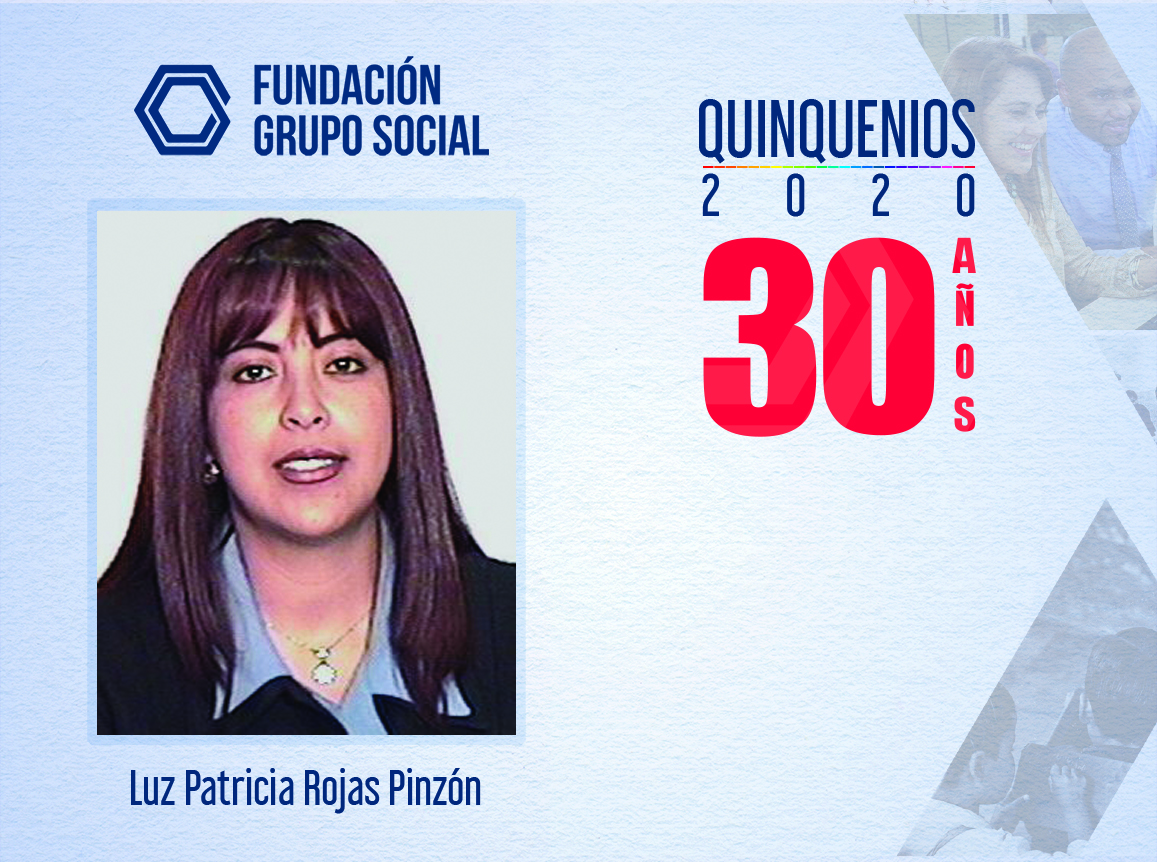 FUNDACIÓN
GRUPO SOCIAL
QUINQUENIOS
2020
30
AÑOS
Luz Patricia Rojas Pinzón